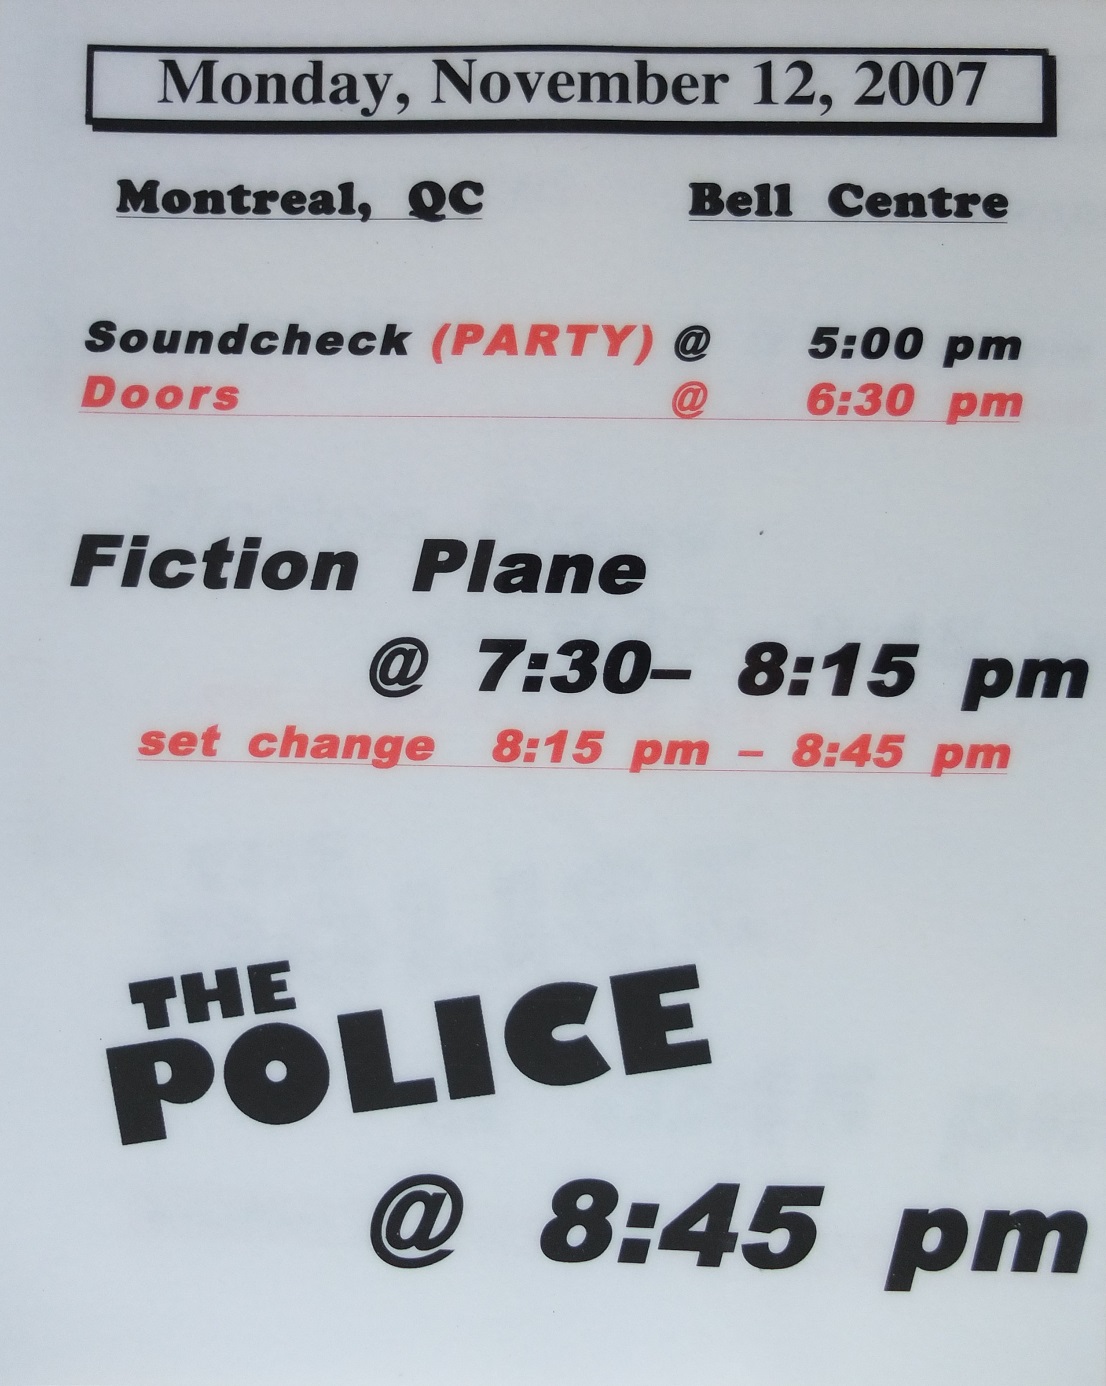 Monday, November 12, 2007
Montreal, QC Bell Centre
Soundcheck (PARTY) @ 5:00 pm
Doors @ 6:30 pm
Fiction Plane
@ 7:30– 8:15 pm
set change 8:15 pm – 8:45 pm
THE
POLICE
@ 8:45 pm